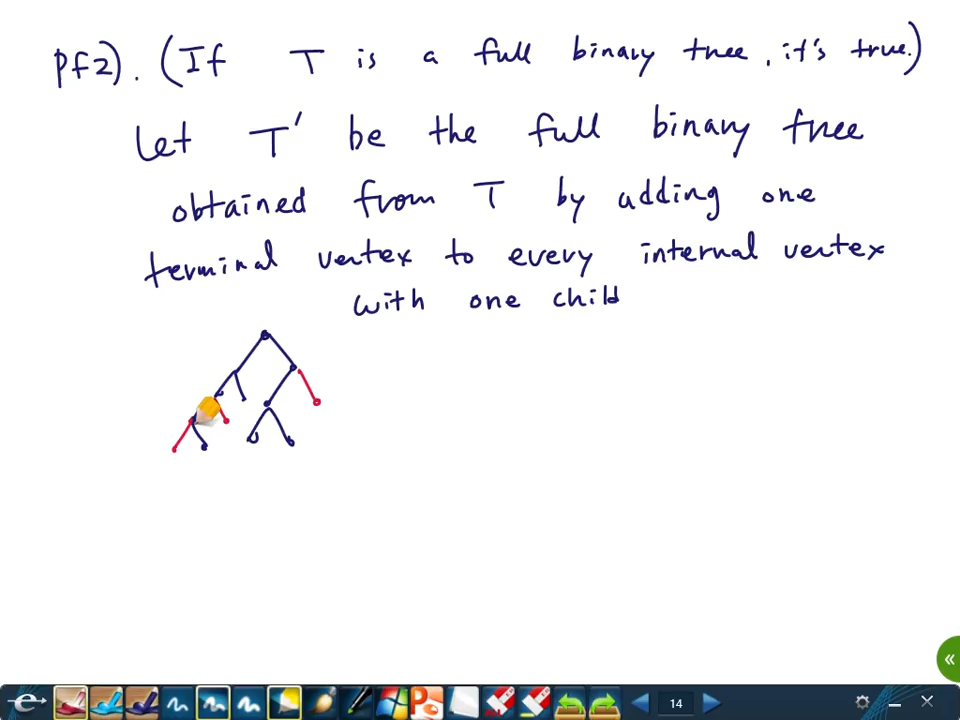 pf2). (If T is a full binary tree, it's true.)
Let T' be the full binary tree
obtained from T by adding one
terminal vertex to every internal vertex
with one child
14